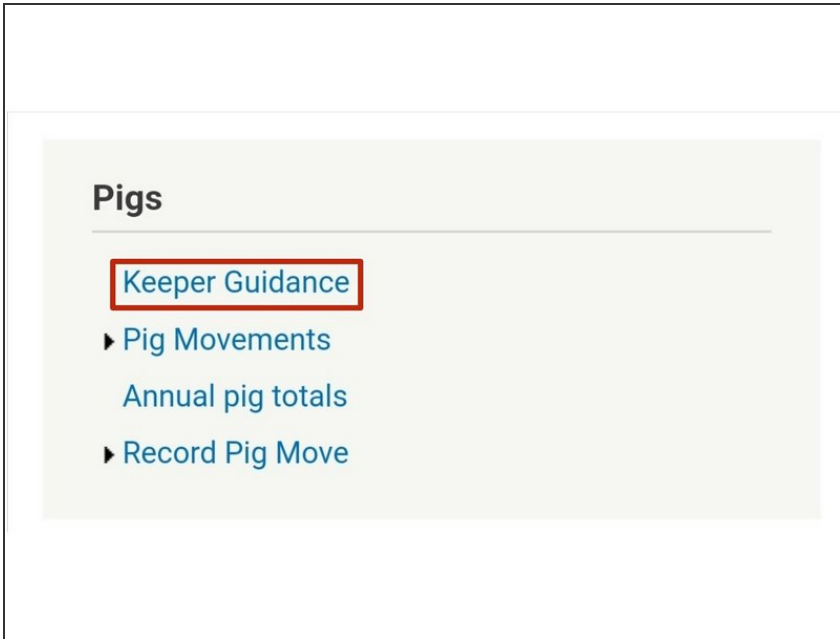 Pigs
Keeper Guidance
Pig Movements
Annual pig totals
Record Pig Move